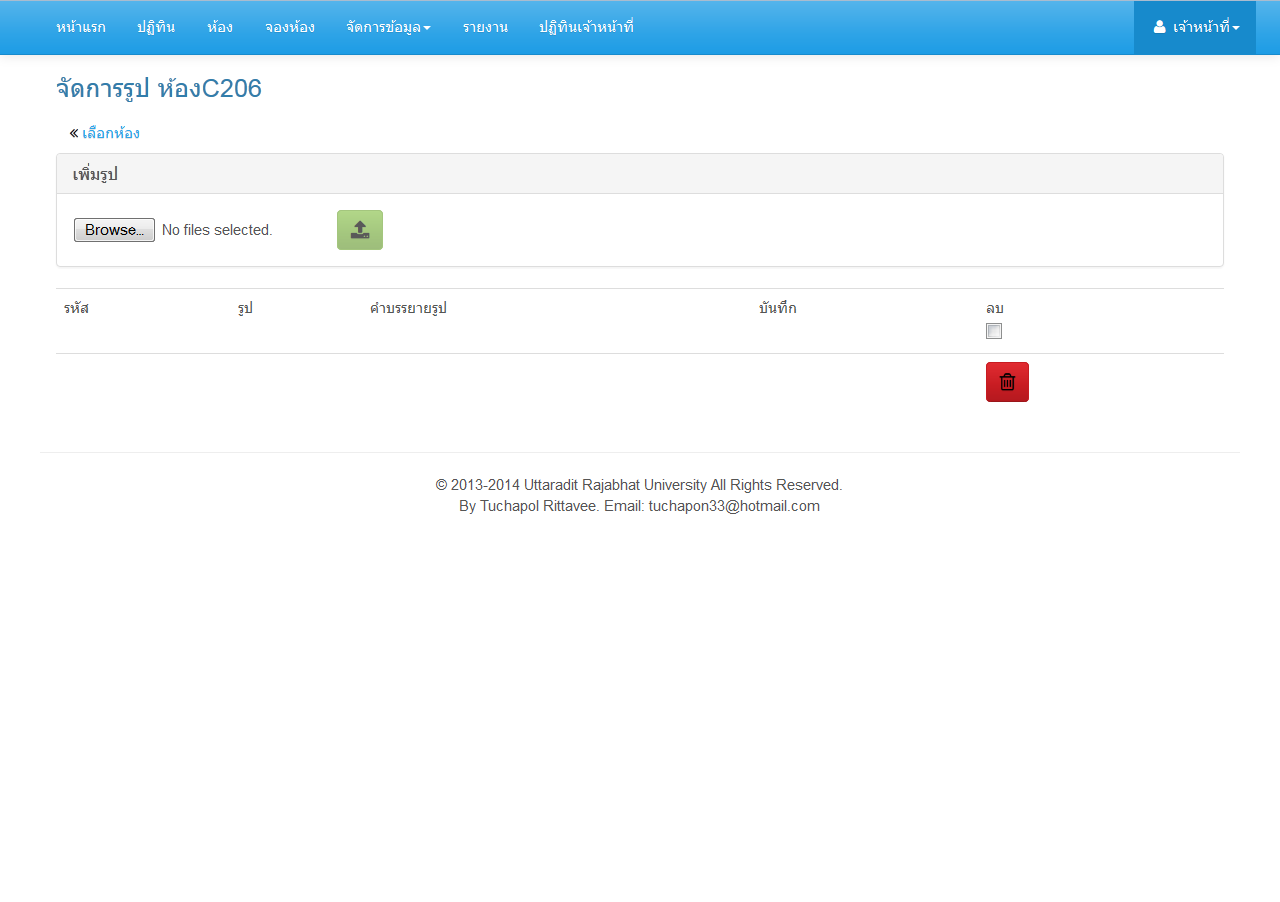 หน้าแรก ปฏิทิน ห้อง จองห้อง จัดการข้อมูล รายงาน ปฏิทินเจ้าหน้าที่ เจ้าหน้าที่
จัดการรูป ห้องC206
« เลือกห้อง
เพิ่มรูป
Browse... No files selected.
รหัส รูป คำบรรยายรูป บันทึก ลบ
© 2013-2014 Uttaradit Rajabhat University All Rights Reserved.
By Tuchapol Rittavee. Email: tuchapon33@hotmail.com